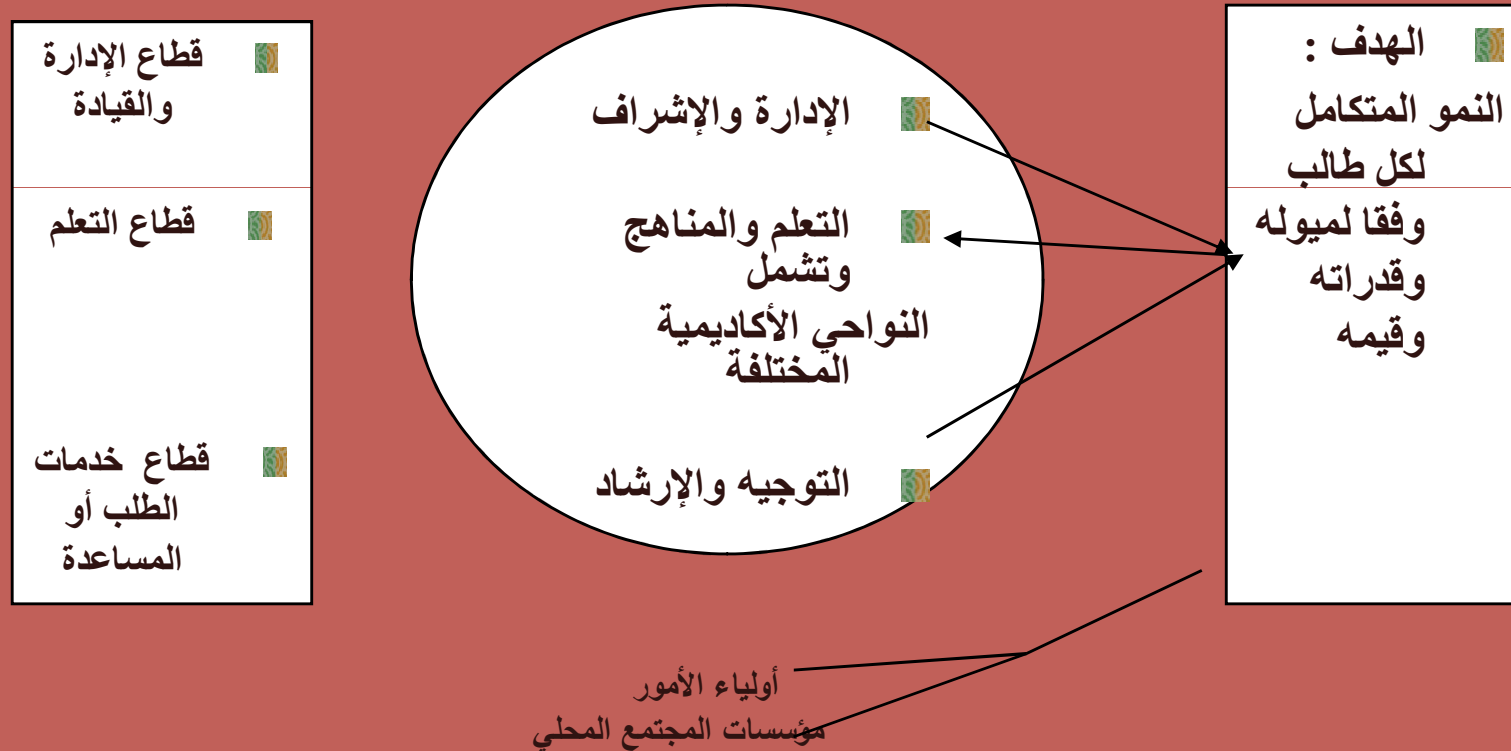 الهدف :
النمو المتكامل
لكل طالب
وفقا لميوله
وقدراته
وقيمه
الإدارة والإشراف
التعلم والمناهج
وتشمل
النواحي الأكاديمية
المختلفة
التوجيه والإرشاد
قطاع الإدارة
والقيادة
قطاع التعلم
قطاع خدمات
الطلب أو
المساعدة
أولياء الأمور
مؤسسات المجتمع المحلي